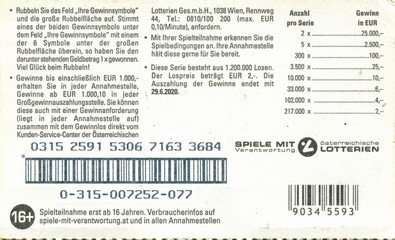 • Rubbeln Sie das Feld „Ihre Gewinnsymbole"
und die große Rubbelfläche auf. Stimmt
eines der beiden Gewinnsymbole unter
dem Feld „Ihre Gewinnsymbole" mit einem
der 6 Symbole unter der großen
Rubbelfläche überein, so haben Sie den
darunter stehenden Geldbetrag 1 x gewonnen.
Viel Glück beim Rubbeln!
• Gewinne bis einschließlich EUR 1.000,-
erhalten Sie in jeder Annahmestelle,
Gewinne ab EUR 1.000,10 in jeder
Großgewinnauszahlungsstelle. Sie können
diese auch mit einer Gewinnanforderung
(liegt in jeder Annahmestelle auf)
zusammen mit dem Gewinnlos direkt vom
Kunden-Service-Center der Österreichischen
Lotterien Ges.m.b.H., 1038 Wien, Rennweg
44, Tel.: 0810/100 200 (max. EUR
0,10/Minute), anfordern.
• Mit Ihrer Spielteilnahme erkennen Sie die
Spielbedingungen an. Ihre Annahmestelle
hält diese gerne für Sie bereit.
• Diese Serie besteht aus 1.200.000 Losen.
Der Lospreis beträgt EUR 2,-. Die
Auszahlung der Gewinne endet mit
29.6.2020.
Anzahl pro Serie Gewinn in EUR
2 x 25.000,-
5 x 2.500,-
300 x 100,-
3.500 x 25,-
10.000 x 10,-
33.000 x 6,-
102.000 x 4,-
217.000 x 2,-
0315 2591 5306 7163 3684
0-315-007252-077
SPIELE MIT
Verantwortung
österreichische
LOTTERIEN
16+
Spielteilnahme erst ab 16 Jahren. Verbraucherinfos auf
spiele-mit-verantwortung.at und in allen Annahmestellen
9034 5593